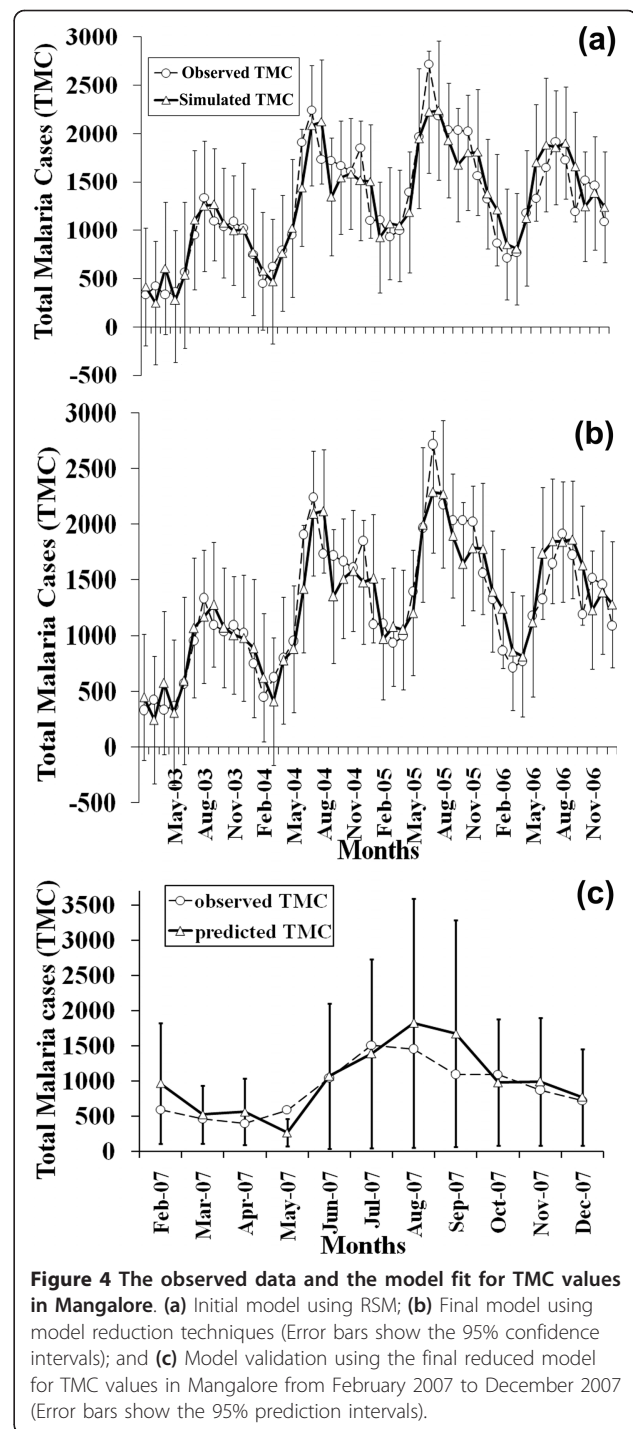 (a)
3000
2500
2000
1500
1000
500
0
-500
Total Malaria Cases (TMC)
Observed TMC
Simulated TMC
(b)
3000
2500
2000
1500
1000
500
0
-500
Total Malaria Cases (TMC)
May-03
Aug-03
Nov-03
Feb-04
May-04
Aug-04
Nov-04
Feb-05
May-05
Aug-05
Nov-05
Feb-06
May-06
Aug-06
Nov-06
Months
(c)
3500
3000
2500
2000
1500
1000
500
0
Total Malaria cases (TMC)
observed TMC
predicted TMC
Feb-07
Mar-07
Apr-07
May-07
Jun-07
Jul-07
Aug-07
Sep-07
Oct-07
Nov-07
Dec-07
Months
Figure 4 The observed data and the model fit for TMC values
in Mangalore. (a) Initial model using RSM; (b) Final model using
model reduction techniques (Error bars show the 95% confidence
intervals); and (c) Model validation using the final reduced model
for TMC values in Mangalore from February 2007 to December 2007
(Error bars show the 95% prediction intervals).